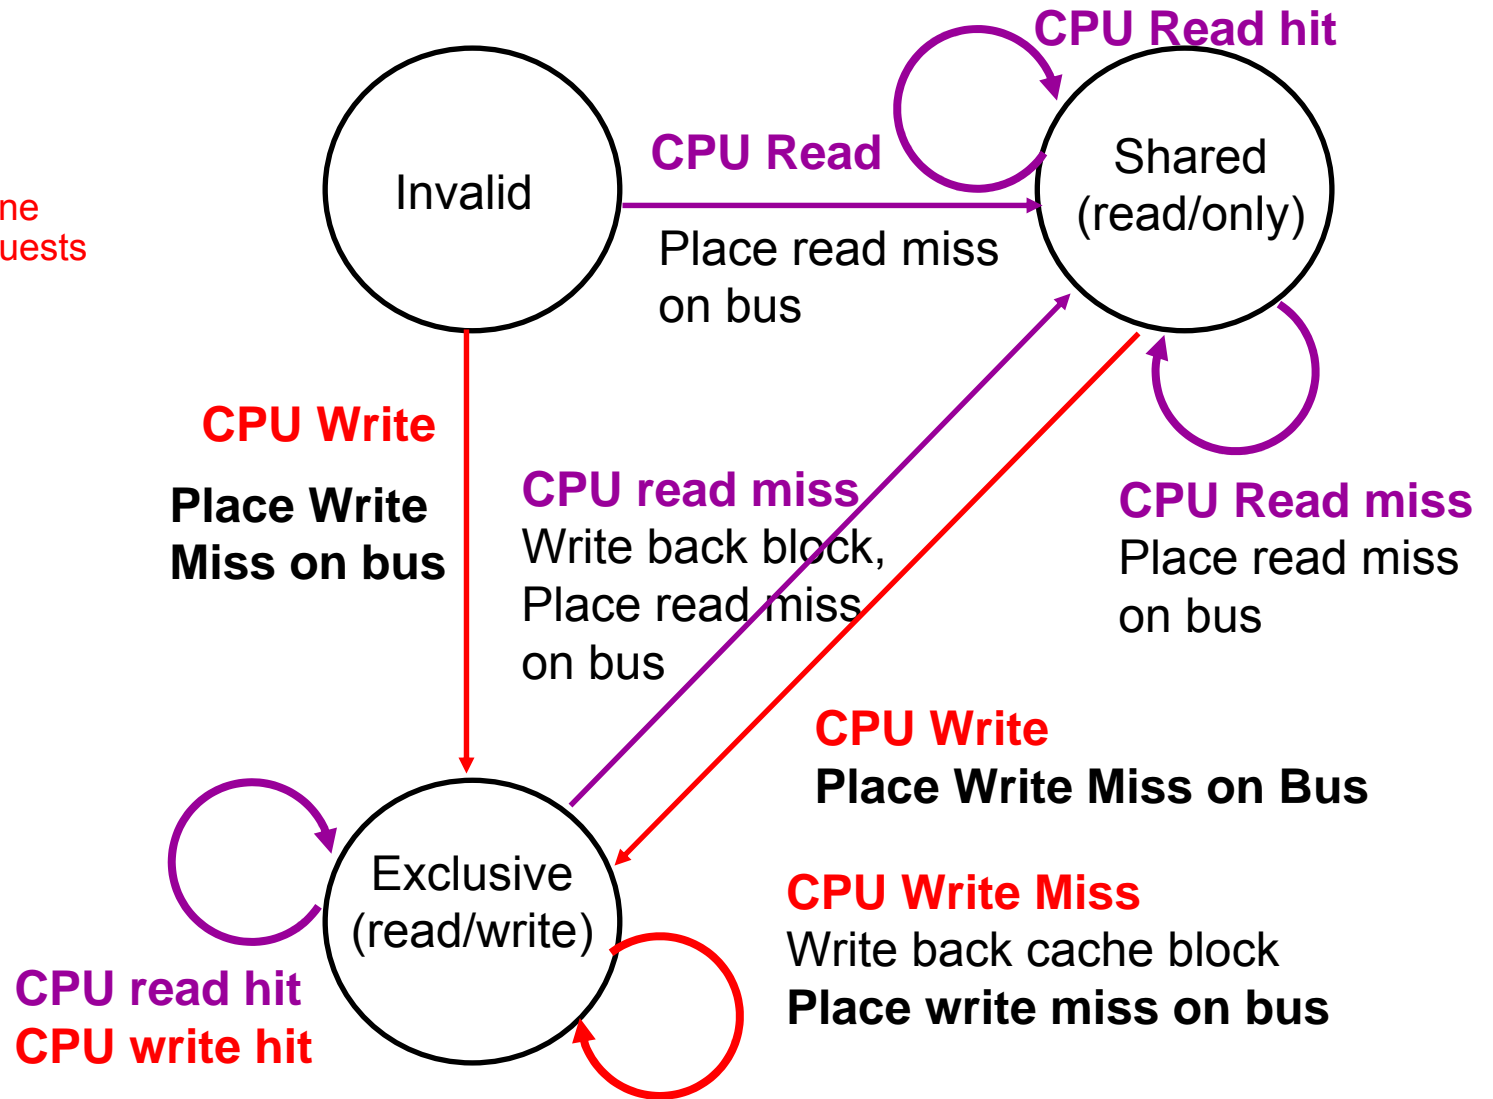 CPU Read hit
CPU Read
Invalid
Shared
(read/only)
ne
uests
Place read miss
on bus
CPU Write
Place Write
Miss on bus
CPU read miss
Write back block,
Place read miss
on bus
CPU Read miss
Place read miss
on bus
CPU Write
Place Write Miss on Bus
Exclusive
(read/write)
CPU Write Miss
Write back cache block
Place write miss on bus
CPU read hit
CPU write hit